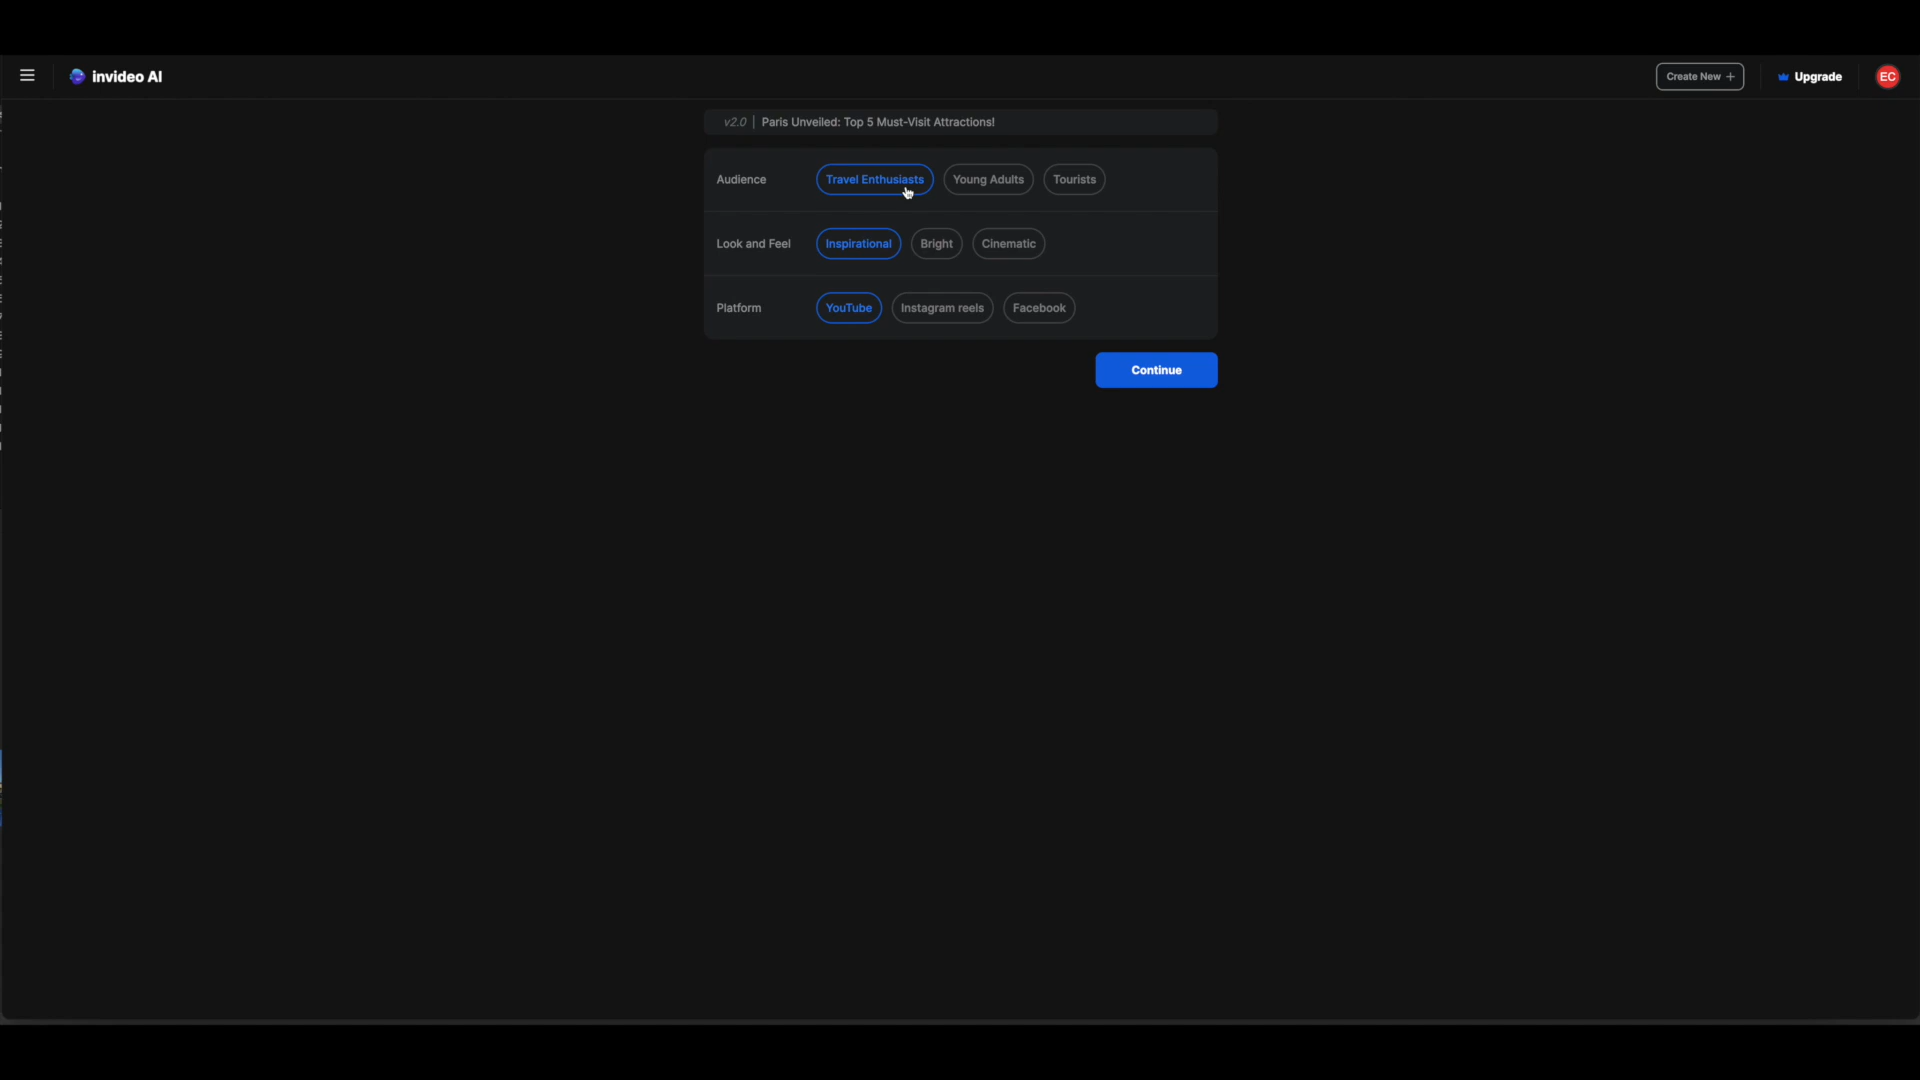 invideo AI
Create New +
Upgrade
EC
v2.0 | Paris Unveiled: Top 5 Must-Visit Attractions!
Audience
Travel Enthusiasts
Young Adults
Tourists
Look and Feel
Inspirational
Bright
Cinematic
Platform
YouTube
Instagram reels
Facebook
Continue